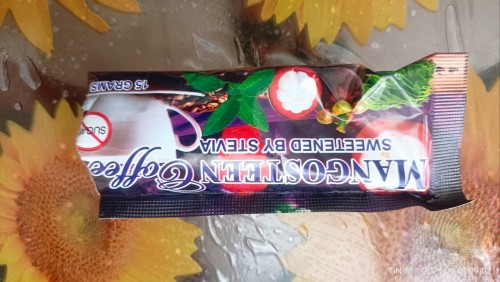 MANGOSTEEN Coffee
SWEETENED BY STEVIA
SUGAR
15 GRAMS